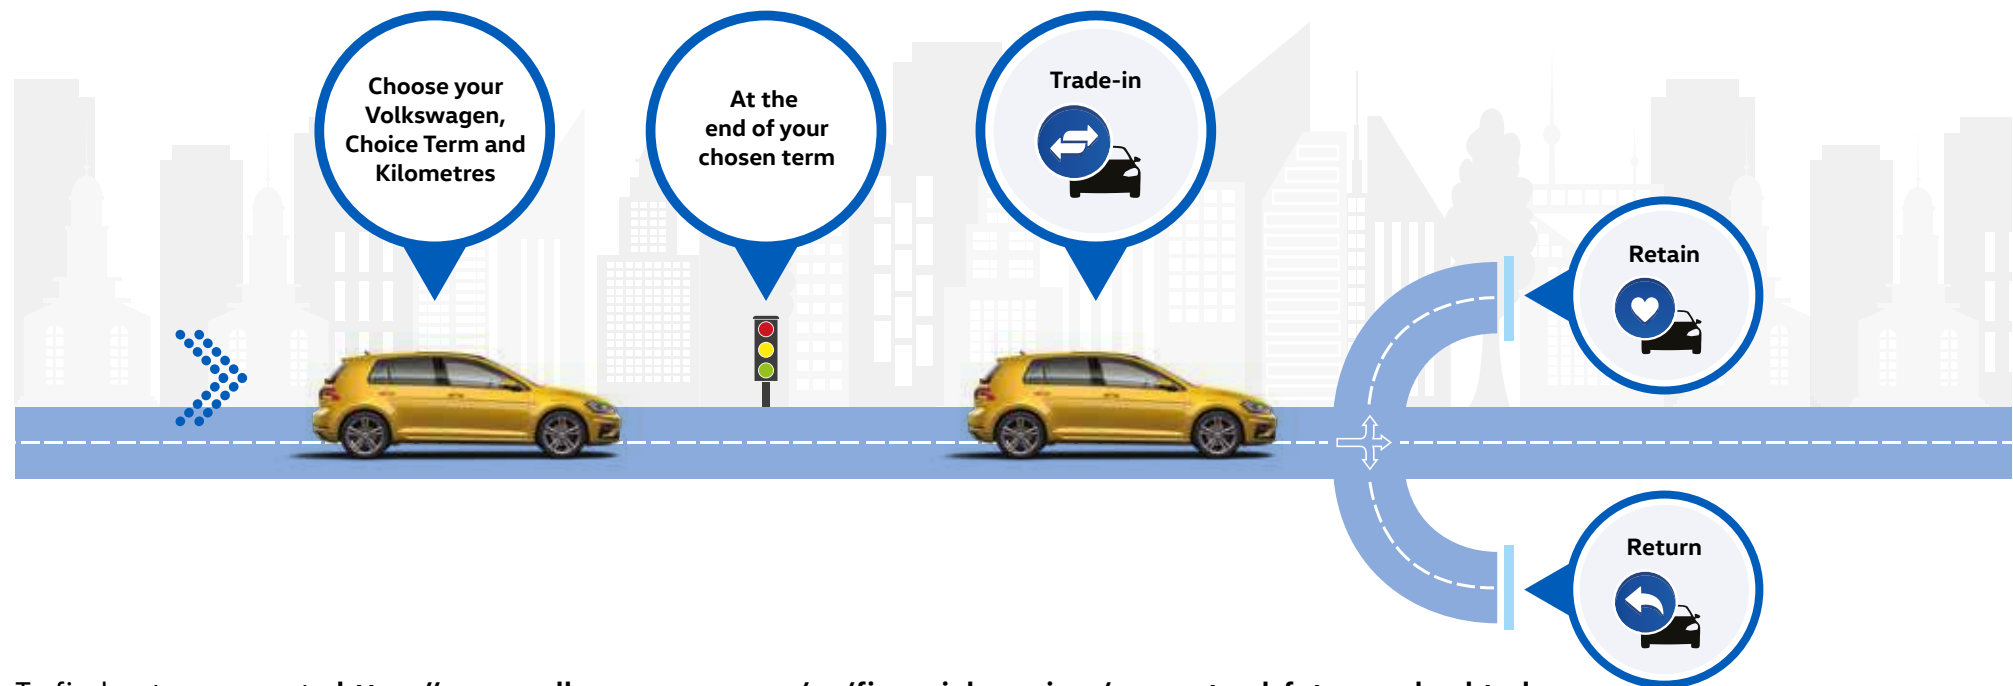 Choose your
Volkswagen,
Choice Term and
Kilometres
At the
end of your
chosen term
Trade-in
Retain
Return